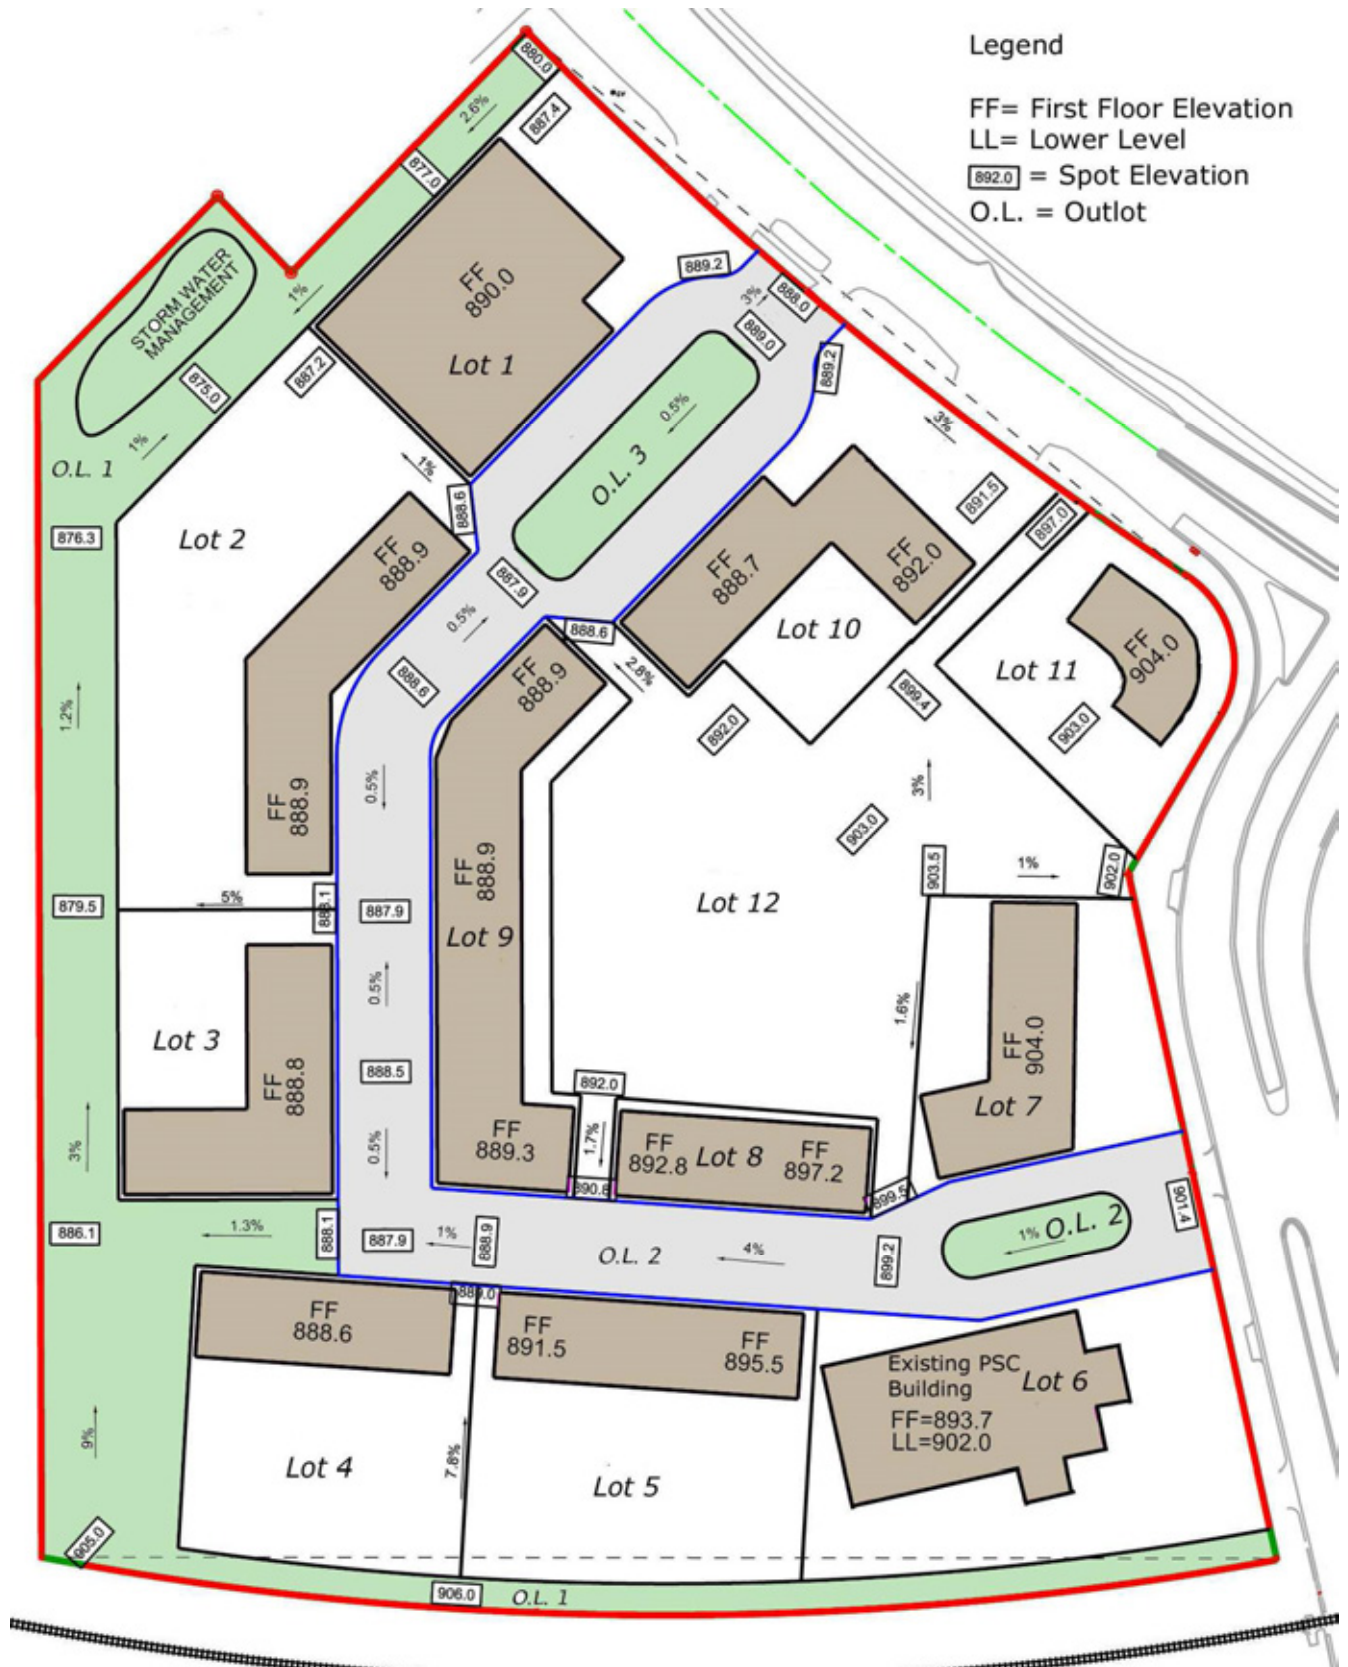 Legend
FF= First Floor Elevation
LL= Lower Level
892.0 = Spot Elevation
O.L. = Outlot
880.0
2.6%
887.4
877.0
STORM WATER
MANAGEMENT
1%
875.0
887.2
1%
O.L. 1
876.3
FF
890.0
Lot 1
889.2
3%
888.0
889.0
889.2
0.5%
O.L. 3
1%
888.6
Lot 2
FF
888.9
887.9
0.5%
888.6
3%
891.5
897.0
FF
888.7
FF
892.0
Lot 10
888.6
2.8%
892.0
899.4
Lot 11
FF
904.0
903.0
FF
888.9
1.2%
FF
888.9
0.5%
3%
903.0
903.5
1%
902.0
879.5
5%
888.1
887.9
FF
888.9
Lot 9
Lot 12
0.5%
1.6%
Lot 3
FF
888.8
888.5
892.0
FF
904.0
Lot 7
3%
0.5%
FF
889.3
1.7%
890.8
FF
892.8
Lot 8
FF
897.2
899.5
901.4
886.1
1.3%
888.1
887.9
1%
888.9
O.L. 2
4%
899.2
1%
O.L. 2
889.0
FF
888.6
FF
891.5
FF
895.5
Existing PSC
Building
Lot 6
FF=893.7
LL=902.0
9%
Lot 4
7.8%
Lot 5
905.0
906.0
O.L. 1